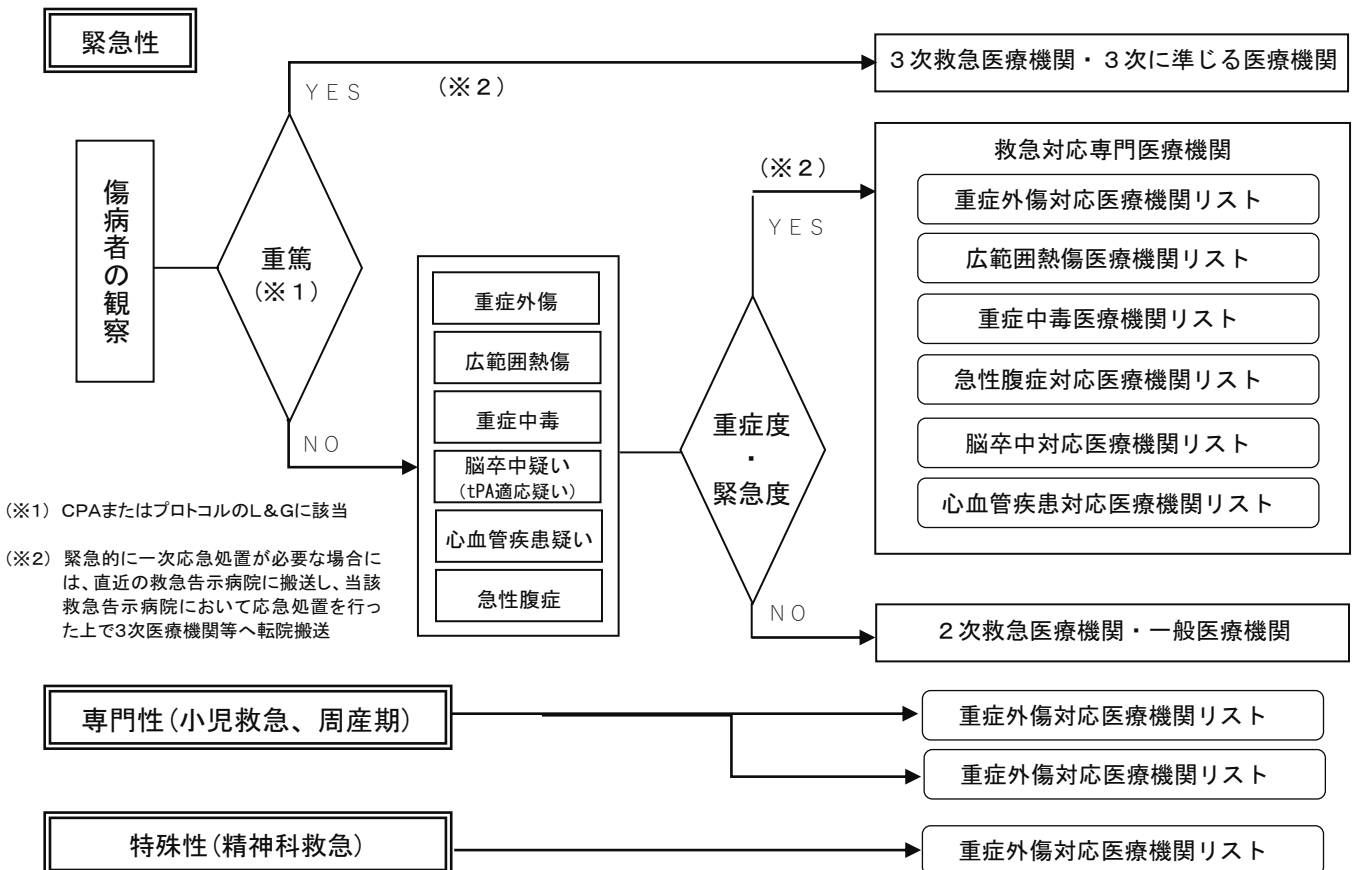 緊急性
3次救急医療機関・3次に準じる医療機関
YES
(※2)
傷病者の観察
重篤
(※1)
NO
重症外傷
広範囲熱傷
重症中毒
脳卒中疑い
(tPA適応疑い)
心血管疾患疑い
急性腹症
重症度
・
緊急度
(※2)
YES
救急対応専門医療機関
重症外傷対応医療機関リスト
広範囲熱傷医療機関リスト
重症中毒医療機関リスト
急性腹症対応医療機関リスト
脳卒中対応医療機関リスト
心血管疾患対応医療機関リスト
NO
2次救急医療機関・一般医療機関
(※1) CPAまたはプロトコルのL&Gに該当
(※2) 緊急的に一次応急処置が必要な場合に
は、直近の救急告示病院に搬送し、当該
救急告示病院において応急処置を行っ
た上で3次医療機関等へ転院搬送
専門性(小児救急、周産期)
重症外傷対応医療機関リスト
重症外傷対応医療機関リスト
特殊性(精神科救急)
重症外傷対応医療機関リスト